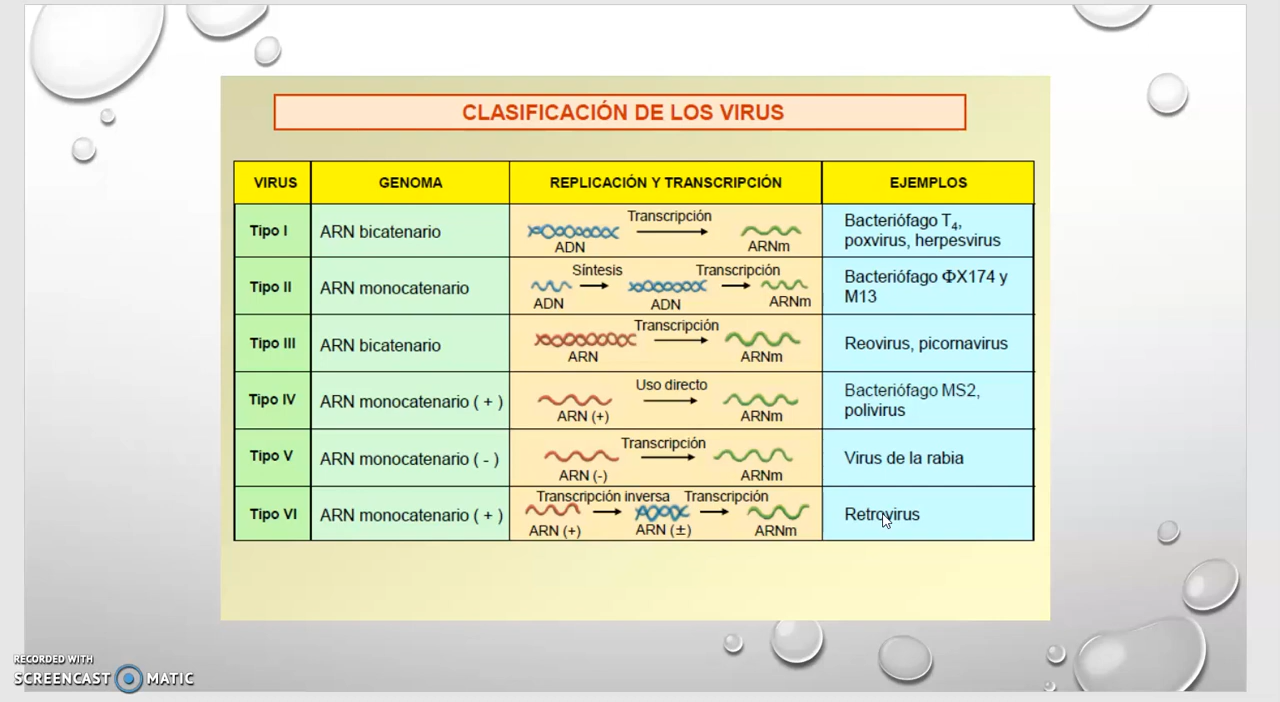 CLASIFICACIÓN DE LOS VIRUS
VIRUS GENOMA REPLICACIÓN Y TRANSCRIPCIÓN EJEMPLOS
Tipo I
ARN bicatenario
Transcripción
ADN ARNm
Bacteriófago T4,
poxvirus, herpesvirus
Tipo II
ARN monocatenario
Síntesis Transcripción
ADN ADN ARNm
Bacteriófago ΦX174 y
M13
Tipo III
ARN bicatenario
Transcripción
ARN ARNm
Reovirus, picornavirus
Tipo IV
ARN monocatenario ( + )
Uso directo
ARN (+) ARNm
Bacteriófago MS2,
polivirus
Tipo V
ARN monocatenario ( - )
Transcripción
ARN (-) ARNm
Virus de la rabia
Tipo VI
ARN monocatenario ( + )
Transcripción inversa Transcripción
ARN (+) ARN (±) ARNm
Retrovirus
RECORDED WITH
SCREENCAST MATIC